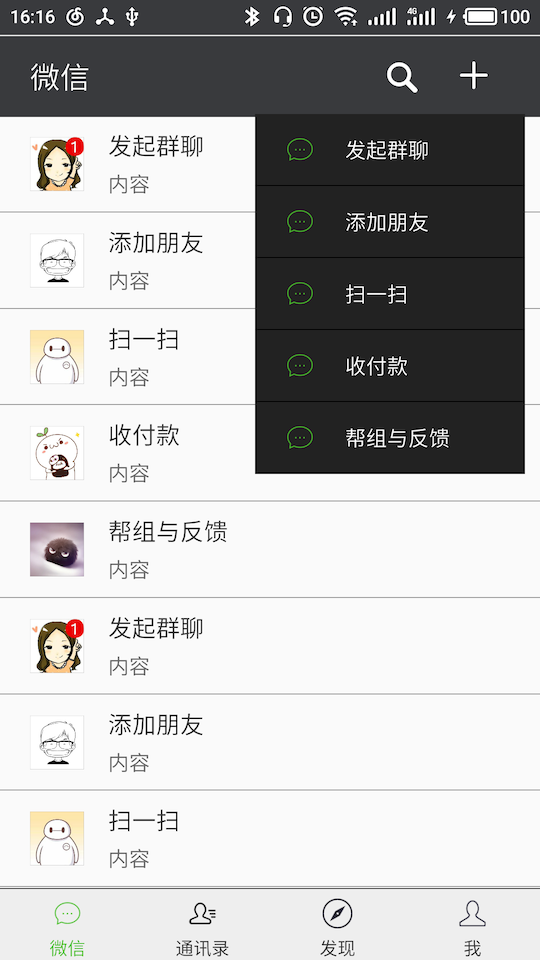 16:16 4G 100
微信
1
发起群聊
内容
添加朋友
内容
扫一扫
内容
收付款
内容
帮组与反馈
内容
1
发起群聊
内容
添加朋友
内容
扫一扫
内容
发起群聊
添加朋友
扫一扫
收付款
帮组与反馈
微信 通讯录 发现 我